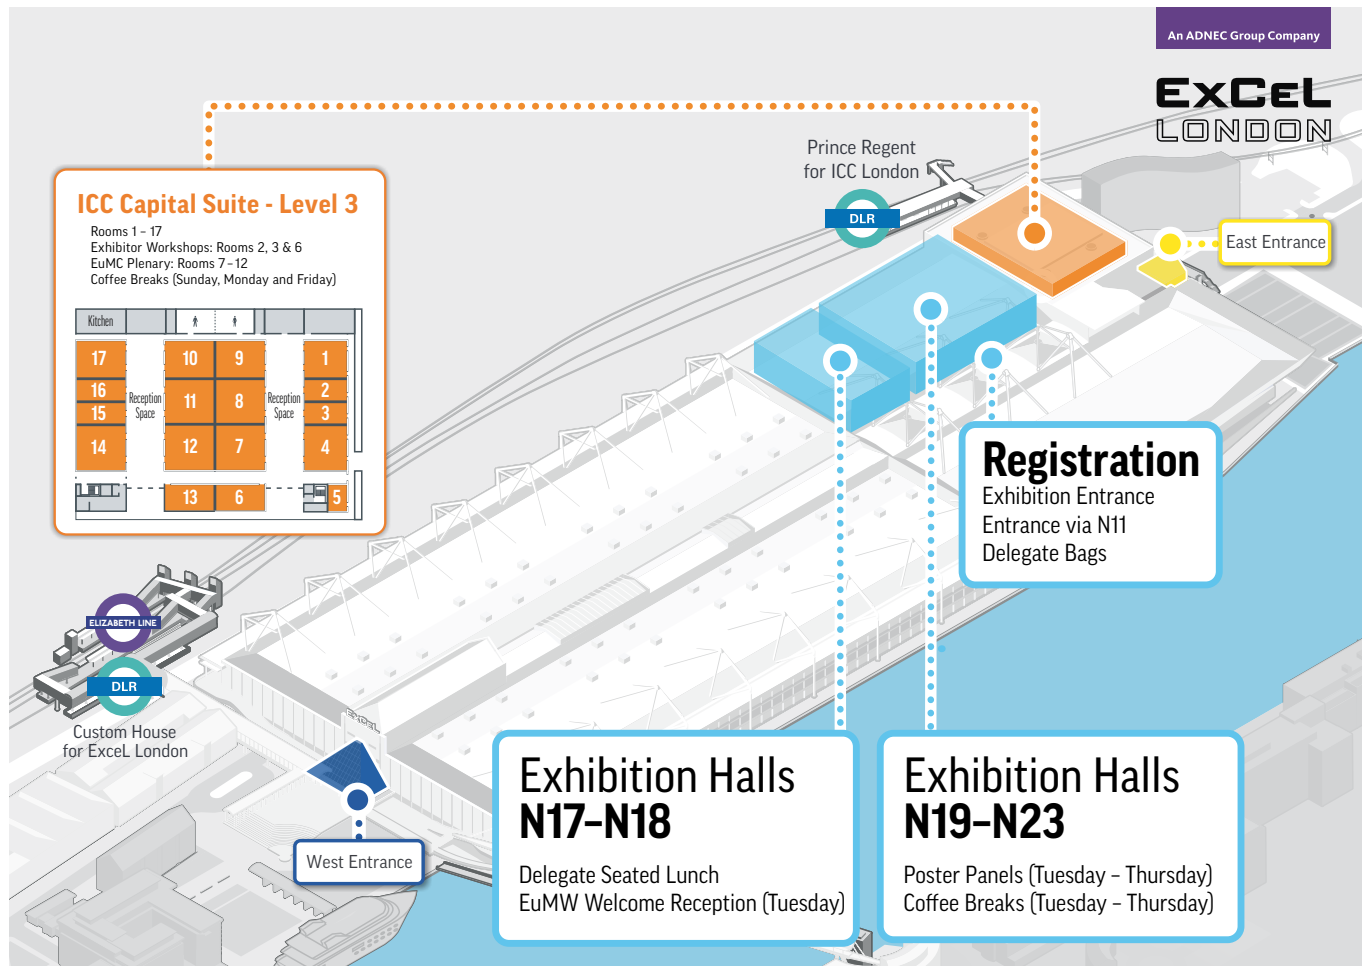 An ADNEC Group Company
EXCEL
LONDON
Prince Regent
for ICC London
DLR
East Entrance
ICC Capital Suite - Level 3
Rooms 1 – 17
Exhibitor Workshops: Rooms 2, 3 & 6
EuMC Plenary: Rooms 7–12
Coffee Breaks (Sunday, Monday and Friday)
Kitchen
17
10
9
1
16
11
8
2
15
3
Reception
Space
Reception
Space
14
12
7
4
13
6
5
Registration
Exhibition Entrance
Entrance via N11
Delegate Bags
ELIZABETH LINE
DLR
Custom House
for ExceL London
EXCEL
West Entrance
Exhibition Halls
N17–N18
Delegate Seated Lunch
EuMW Welcome Reception (Tuesday)
Exhibition Halls
N19–N23
Poster Panels (Tuesday – Thursday)
Coffee Breaks (Tuesday – Thursday)